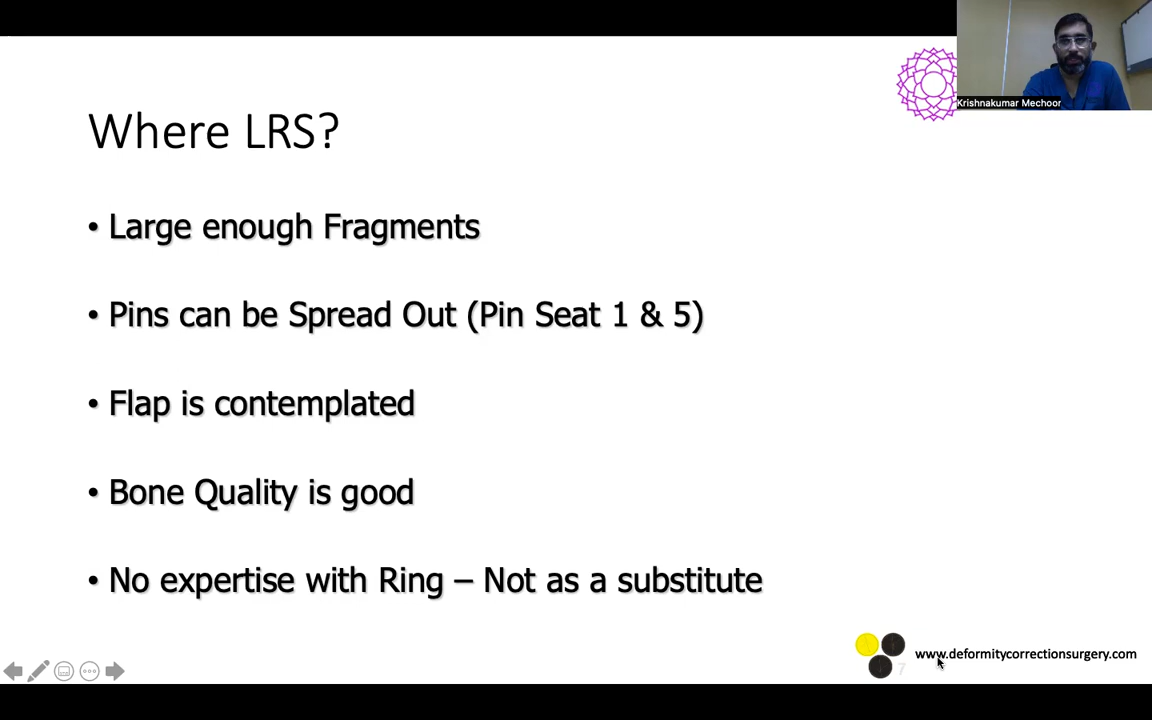 Krishnakumar Mechoor
Where LRS?
• Large enough Fragments
• Pins can be Spread Out (Pin Seat 1 & 5)
• Flap is contemplated
• Bone Quality is good
• No expertise with Ring – Not as a substitute
www.deformitycorrectionsurgery.com
7